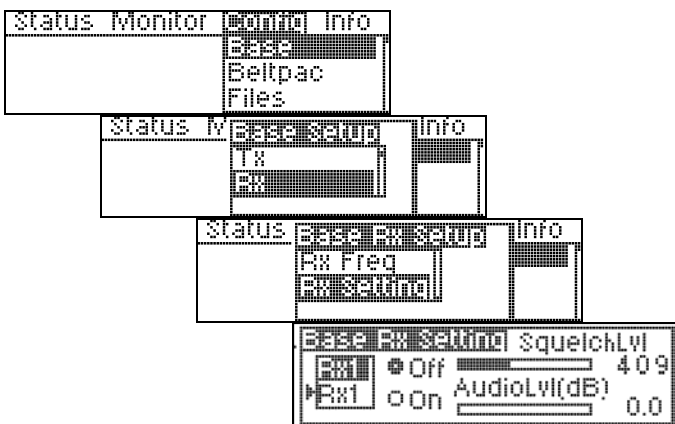 Status Monitor Config Info
Base
Beltpac
Files
Status M Base Setup Info
Tx
Rx
Status Base Rx Setup Info
Rx Freq
Rx Setting
Base Rx Setting SquelchLvl
Rx1 Off 409
Rx1 On AudioLvl(dB)
0.0